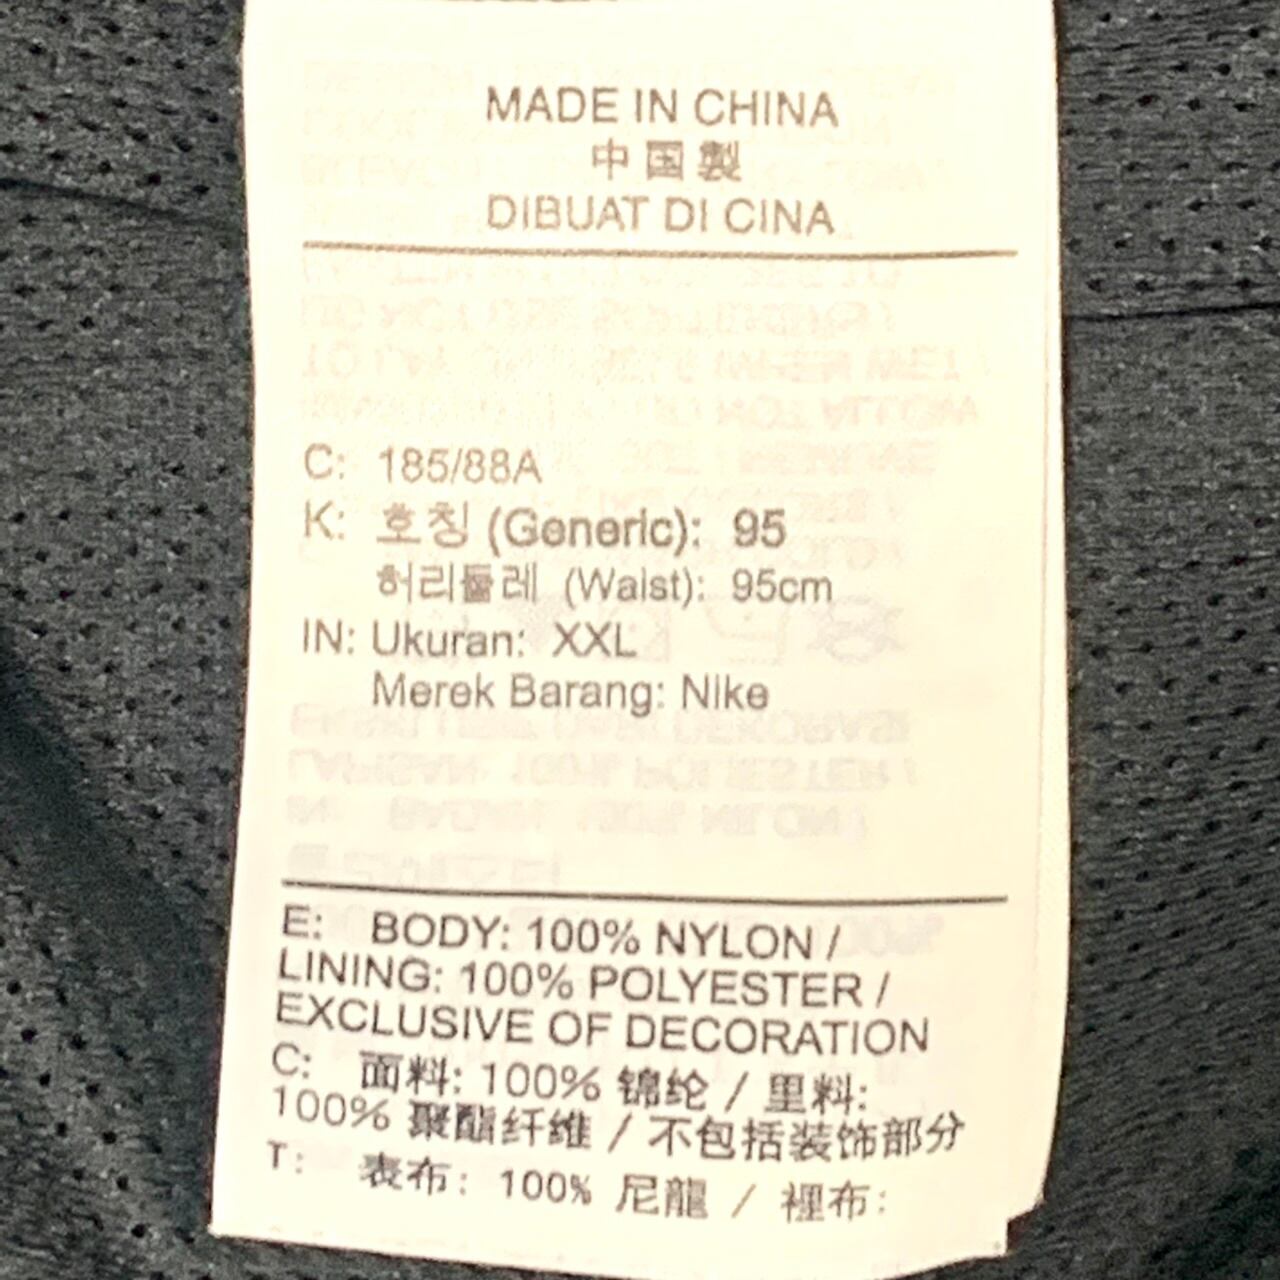 MADE IN CHINA
中国製
DIBUAT DI CINA
C: 185/88A
K: 호칭 (Generic): 95
허리둘레 (Waist): 95cm
IN: Ukuran: XXL
Merek Barang: Nike
E: BODY: 100% NYLON /
LINING: 100% POLYESTER /
EXCLUSIVE OF DECORATION
C: 面料: 100% 锦纶 / 里料:
100% 聚酯纤维 / 不包括装饰部分
T: 表布: 100% 尼龍 / 裡布: